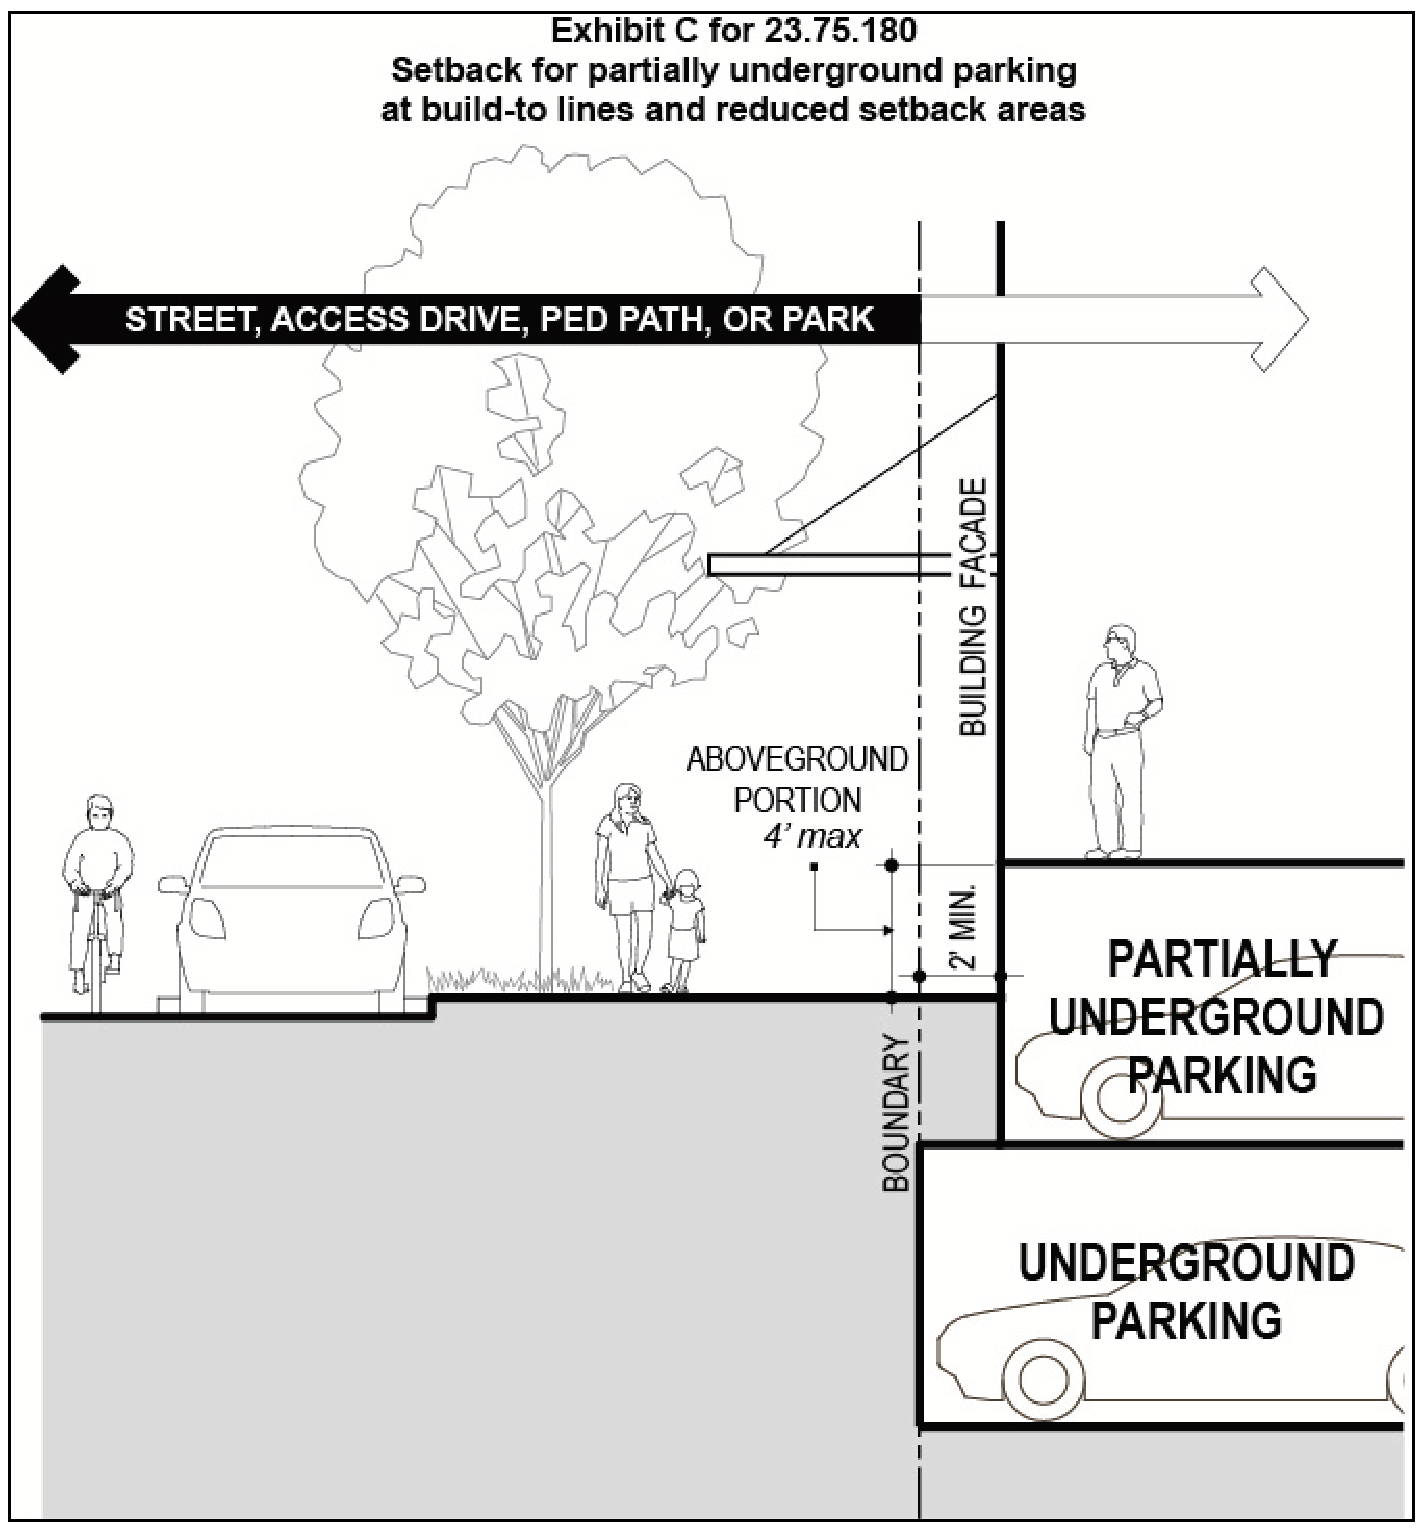 Exhibit C for 23.75.180
Setback for partially underground parking
at build-to lines and reduced setback areas
STREET, ACCESS DRIVE, PED PATH, OR PARK
BUILDING FACADE
ABOVEGROUND
PORTION
4' max
2' MIN.
PARTIALLY
UNDERGROUND
PARKING
BOUNDARY
UNDERGROUND
PARKING